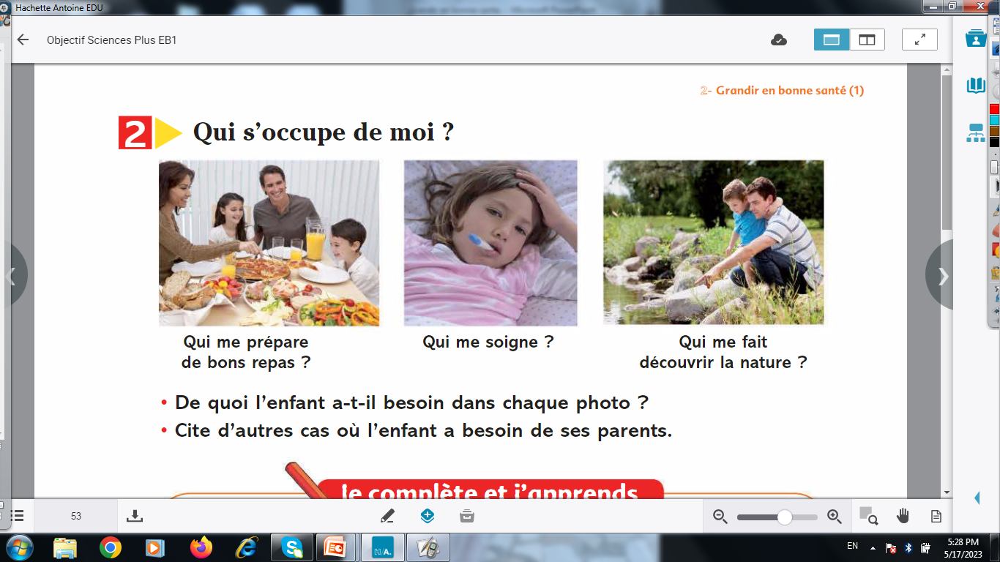 Hachette Antoine EDU
Objectif Sciences Plus EB1
2- Grandir en bonne santé (1)
2 Qui s'occupe de moi ?
Qui me prépare
de bons repas ?
Qui me soigne ?
Qui me fait
découvrir la nature ?
• De quoi l'enfant a-t-il besoin dans chaque photo ?
• Cite d'autres cas où l'enfant a besoin de ses parents.
Je complète et j'apprends
53
H/A.
EN
5:28 PM
5/17/2023